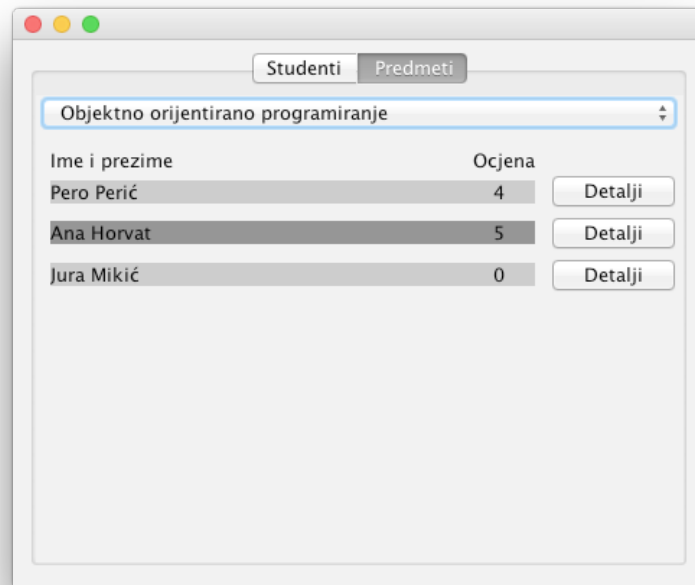 Studenti Predmeti
Objektno orijentirano programiranje
Ime i prezime Ocjena
Pero Perić 4 Detalji
Ana Horvat 5 Detalji
Jura Mikić 0 Detalji